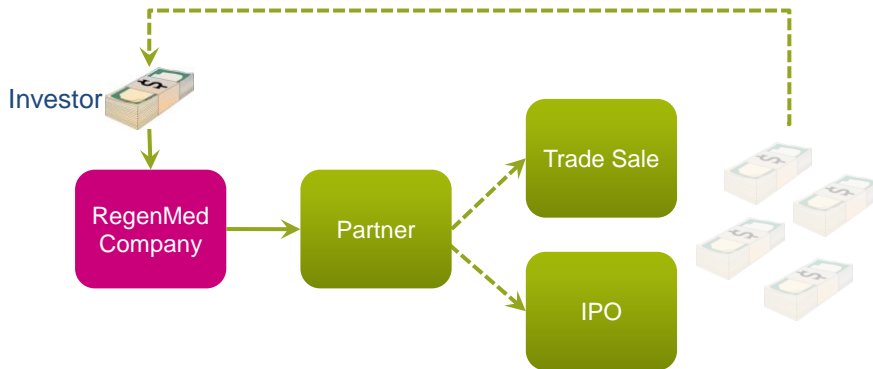 Investor
Trade Sale
RegenMed
Company
Partner
IPO